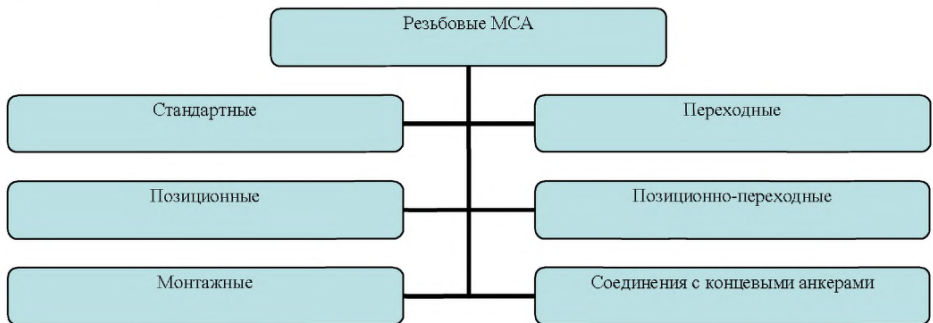 Резьбовые МСА
Стандартные
Переходные
Позиционные
Позиционно-переходные
Монтажные
Соединения с концевыми анкерами